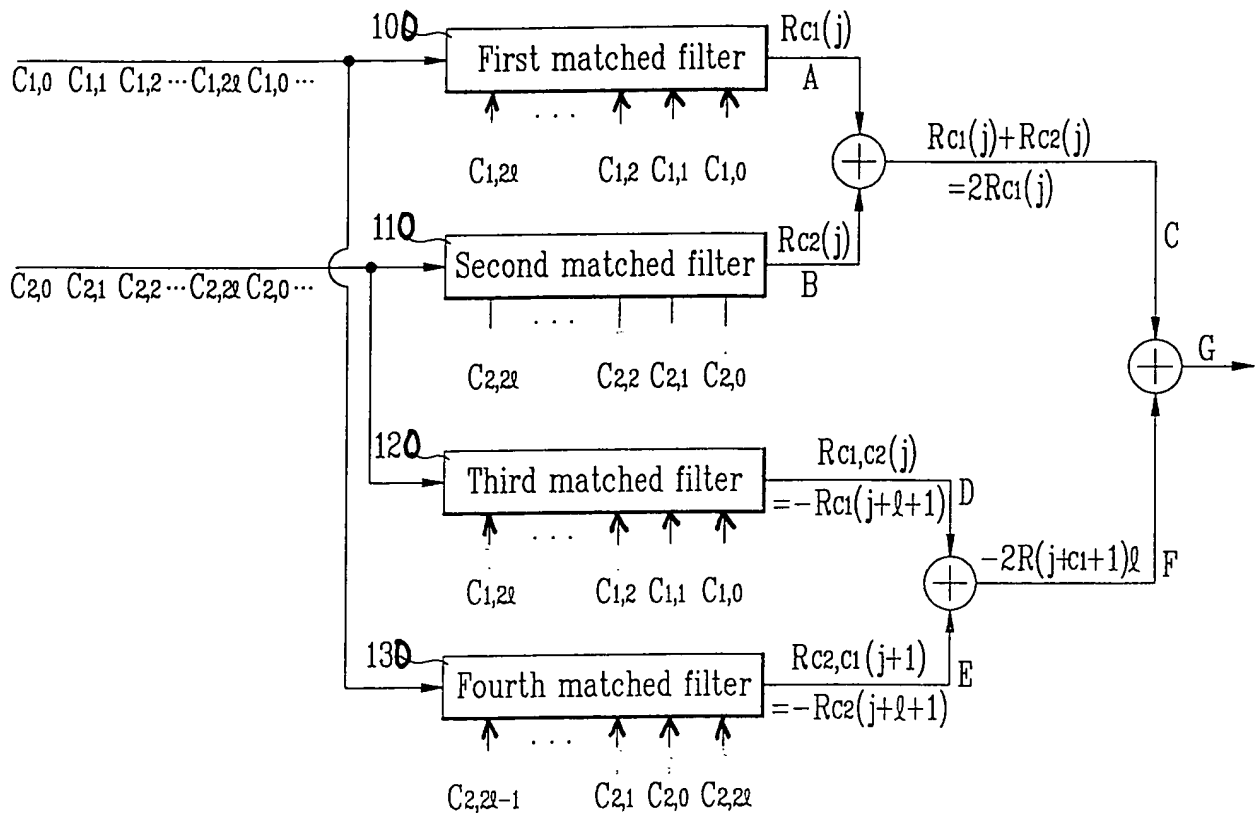 100
First matched filter
Rc1(j)
A
C1,0 C1,1 C1,2 ··· C1,2ℓ C1,0 ···
C1,2ℓ ··· C1,2 C1,1 C1,0
Rc1(j)+Rc2(j)
=2Rc1(j)
C
110
Second matched filter
Rc2(j)
B
C2,0 C2,1 C2,2 ··· C2,2ℓ C2,0 ···
C2,2ℓ ··· C2,2 C2,1 C2,0
G
120
Third matched filter
Rc1,c2(j)
=-Rc1(j+ℓ+1)
D
C1,2ℓ ··· C1,2 C1,1 C1,0
-2R(j+c1+1)ℓ
F
130
Fourth matched filter
Rc2,c1(j+1)
=-Rc2(j+ℓ+1)
E
C2,2ℓ-1 ··· C2,1 C2,0 C2,2ℓ